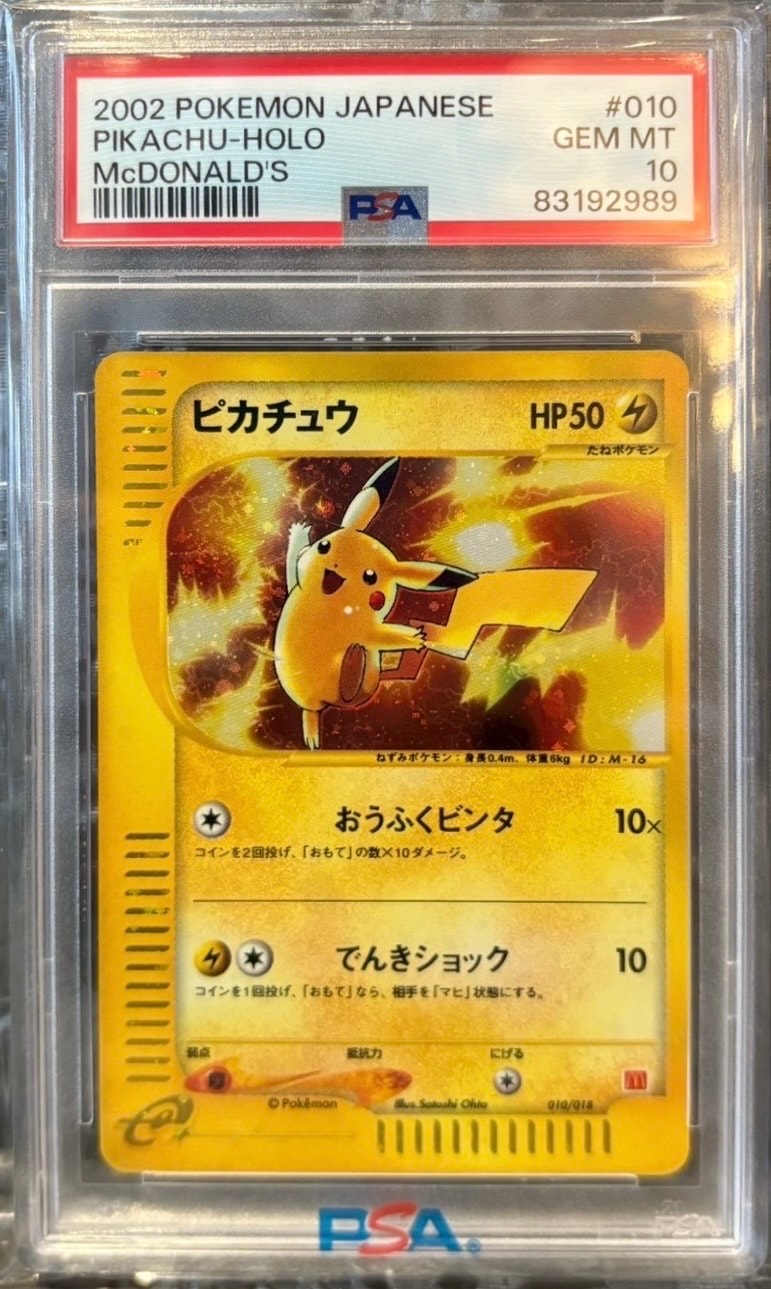 2002 POKEMON JAPANESE #010
PIKACHU-HOLO GEM MT
McDONALD'S 10
PSA 83192989
ピカチュウ HP50
たねポケモン
ねずみポケモン：身長0.4m、体重6kg ID:M-16
おうふくビンタ 10×
コインを2回投げ、「おもて」の数×10ダメージ。
でんきショック 10
コインを1回投げ、「おもて」なら、相手を「マヒ」状態にする。
弱点 抵抗力 にげる
©Pokémon Illus. Satoshi Ohta 010/018
e+
PSA®
PSA